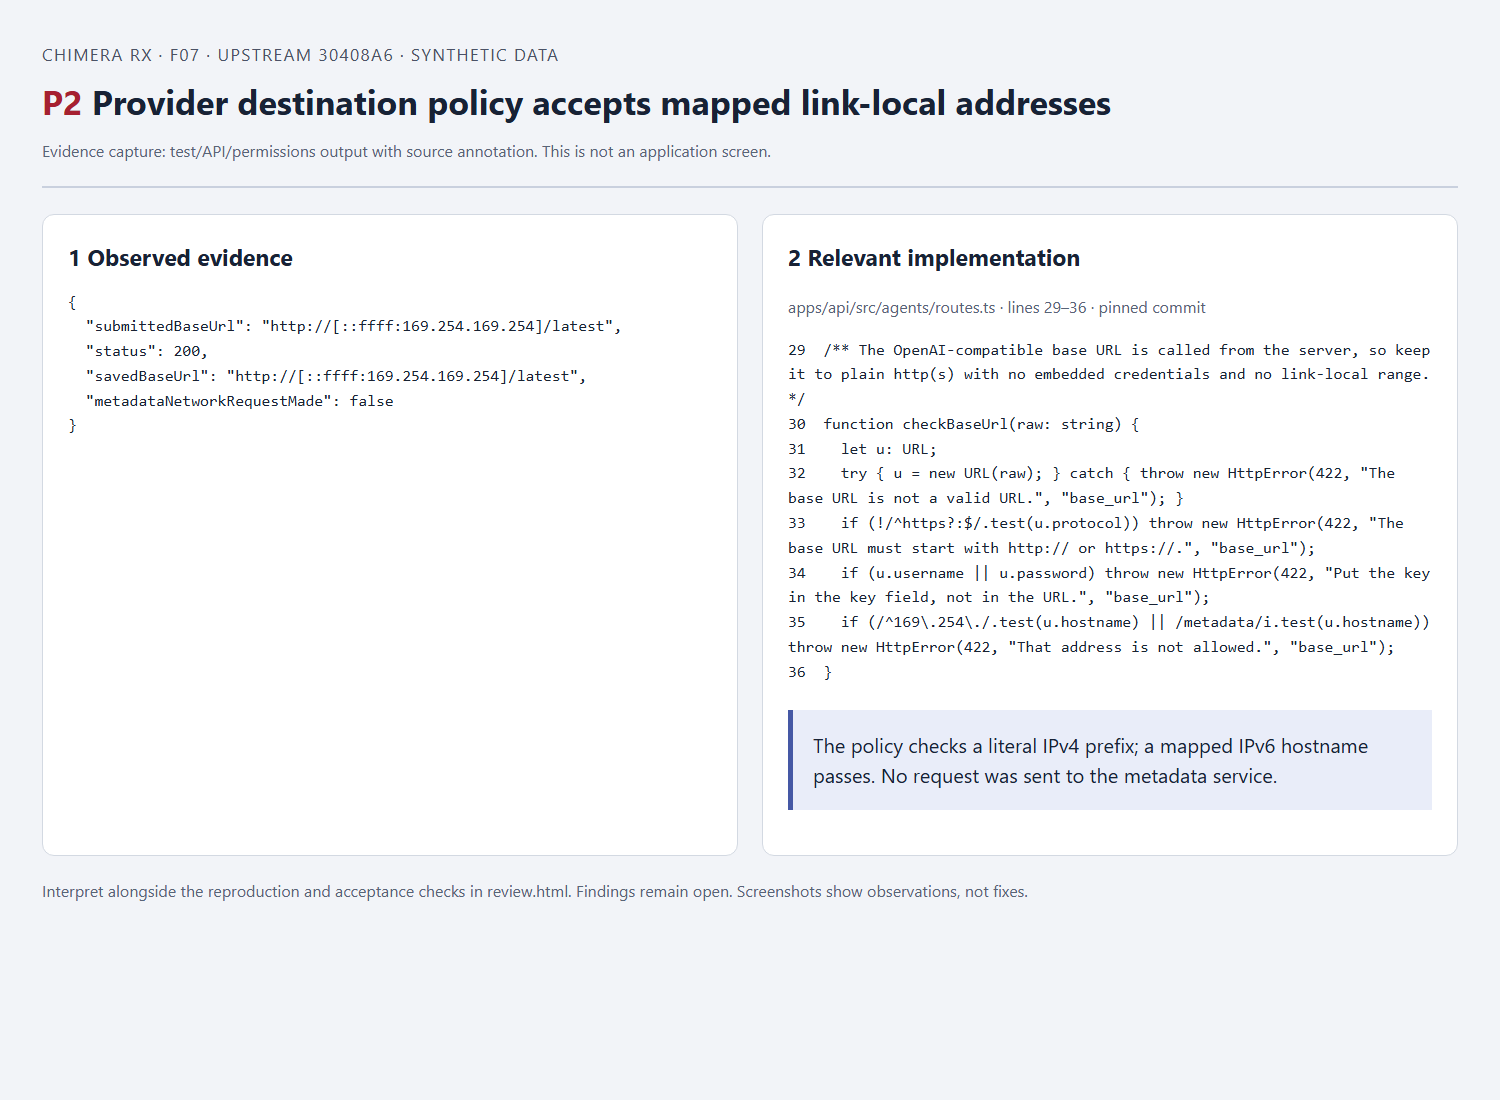 CHIMERA RX · F07 · UPSTREAM 30408A6 · SYNTHETIC DATA
P2 Provider destination policy accepts mapped link-local addresses
Evidence capture: test/API/permissions output with source annotation. This is not an application screen.
1 Observed evidence
{
  "submittedBaseUrl": "http://[::ffff:169.254.169.254]/latest",
  "status": 200,
  "savedBaseUrl": "http://[::ffff:169.254.169.254]/latest",
  "metadataNetworkRequestMade": false
}
2 Relevant implementation
apps/api/src/agents/routes.ts · lines 29–36 · pinned commit
29  /** The OpenAI-compatible base URL is called from the server, so keep
it to plain http(s) with no embedded credentials and no link-local range.
*/
30  function checkBaseUrl(raw: string) {
31    let u: URL;
32    try { u = new URL(raw); } catch { throw new HttpError(422, "The
base URL is not a valid URL.", "base_url"); }
33    if (!/^https?:$/.test(u.protocol)) throw new HttpError(422, "The
base URL must start with http:// or https://.", "base_url");
34    if (u.username || u.password) throw new HttpError(422, "Put the key
in the key field, not in the URL.", "base_url");
35    if (/^169\.254\./.test(u.hostname) || /metadata/i.test(u.hostname))
throw new HttpError(422, "That address is not allowed.", "base_url");
36  }
The policy checks a literal IPv4 prefix; a mapped IPv6 hostname
passes. No request was sent to the metadata service.
Interpret alongside the reproduction and acceptance checks in review.html. Findings remain open. Screenshots show observations, not fixes.